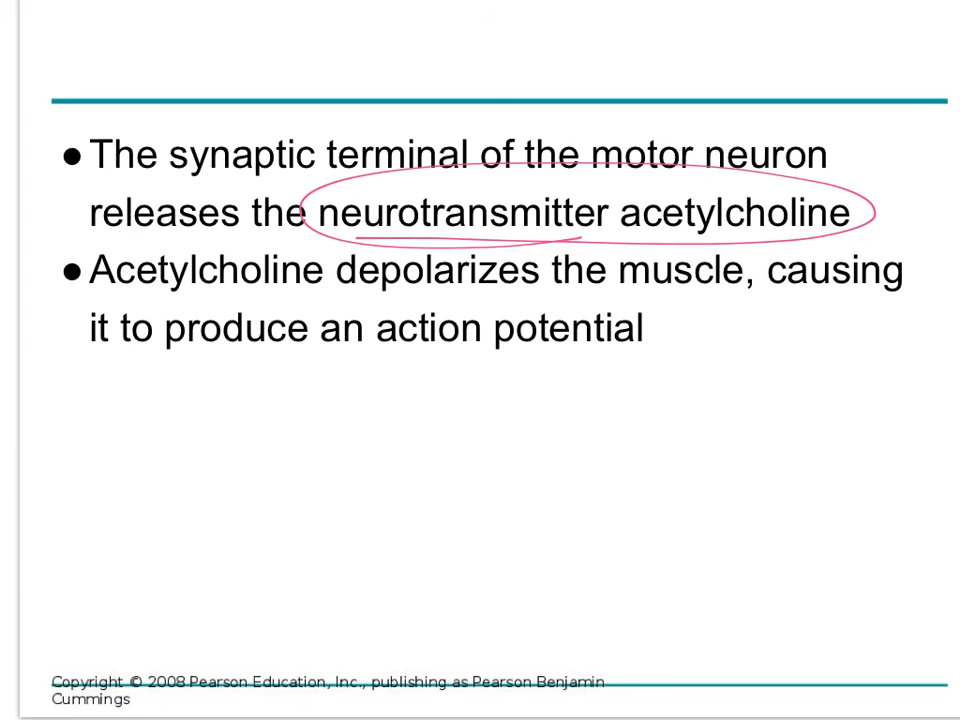 ● The synaptic terminal of the motor neuron
releases the neurotransmitter acetylcholine
● Acetylcholine depolarizes the muscle, causing
it to produce an action potential
Copyright © 2008 Pearson Education, Inc., publishing as Pearson Benjamin
Cummings